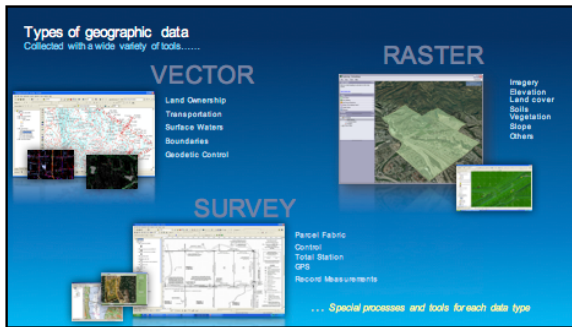 Types of geographic data
Collected with a wide variety of tools......
VECTOR
Land Ownership
Transportation
Surface Waters
Boundaries
Geodetic Control
RASTER
Imagery
Elevation
Land cover
Soils
Vegetation
Slope
Others
SURVEY
Parcel Fabric
Control
Total Station
GPS
Record Measurements
... Special processes and tools for each data type